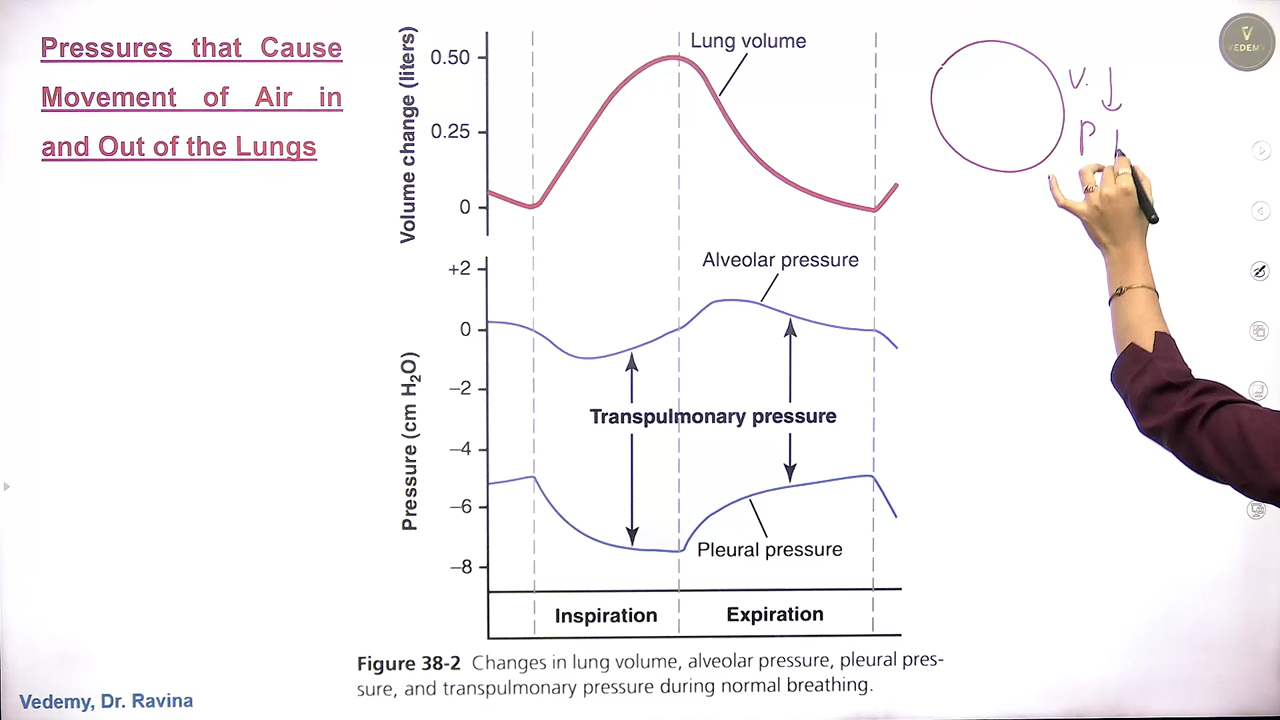 Pressures that Cause
Movement of Air in
and Out of the Lungs
Volume change (liters)
0.50
0.25
0
Lung volume
Pressure (cm H₂O)
+2
0
–2
–4
–6
–8
Alveolar pressure
Transpulmonary pressure
Pleural pressure
Inspiration
Expiration
Figure 38-2 Changes in lung volume, alveolar pressure, pleural pres-
sure, and transpulmonary pressure during normal breathing.
V. ↓
P
VEDEMY
Vedemy, Dr. Ravina